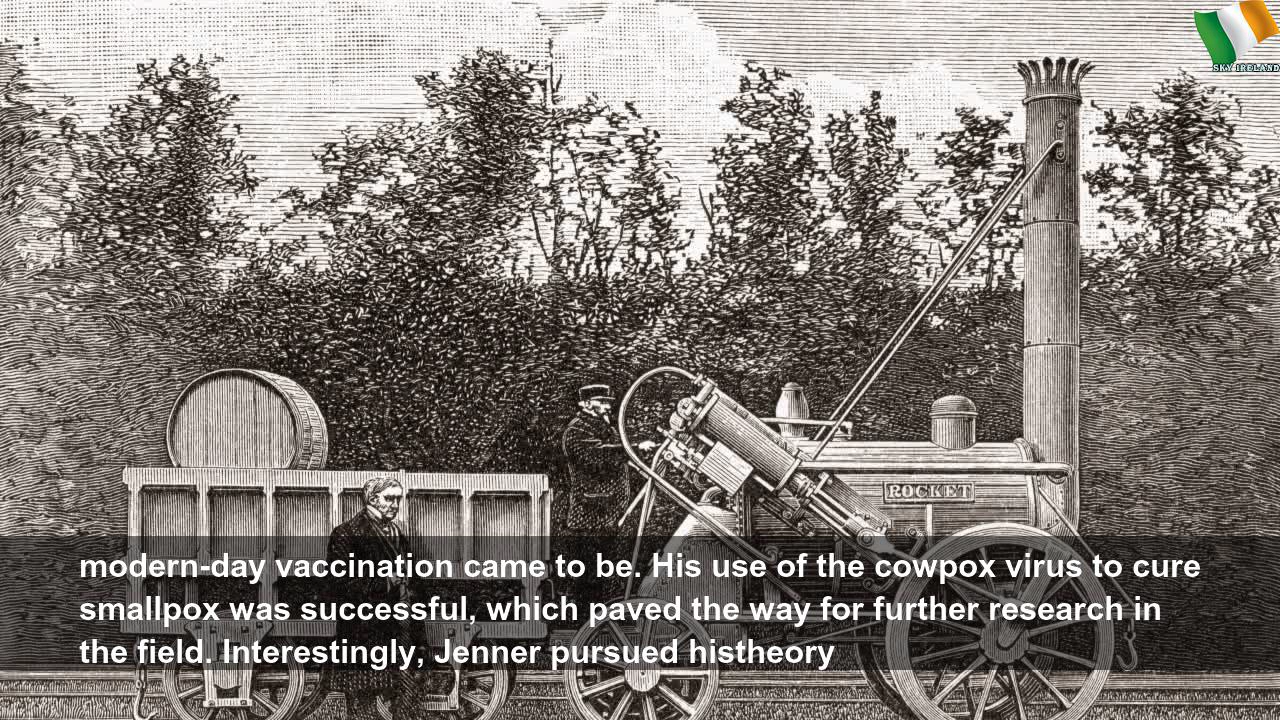 SKY IRELAND
ROCKET
modern-day vaccination came to be. His use of the cowpox virus to cure
smallpox was successful, which paved the way for further research in
the field. Interestingly, Jenner pursued histheory